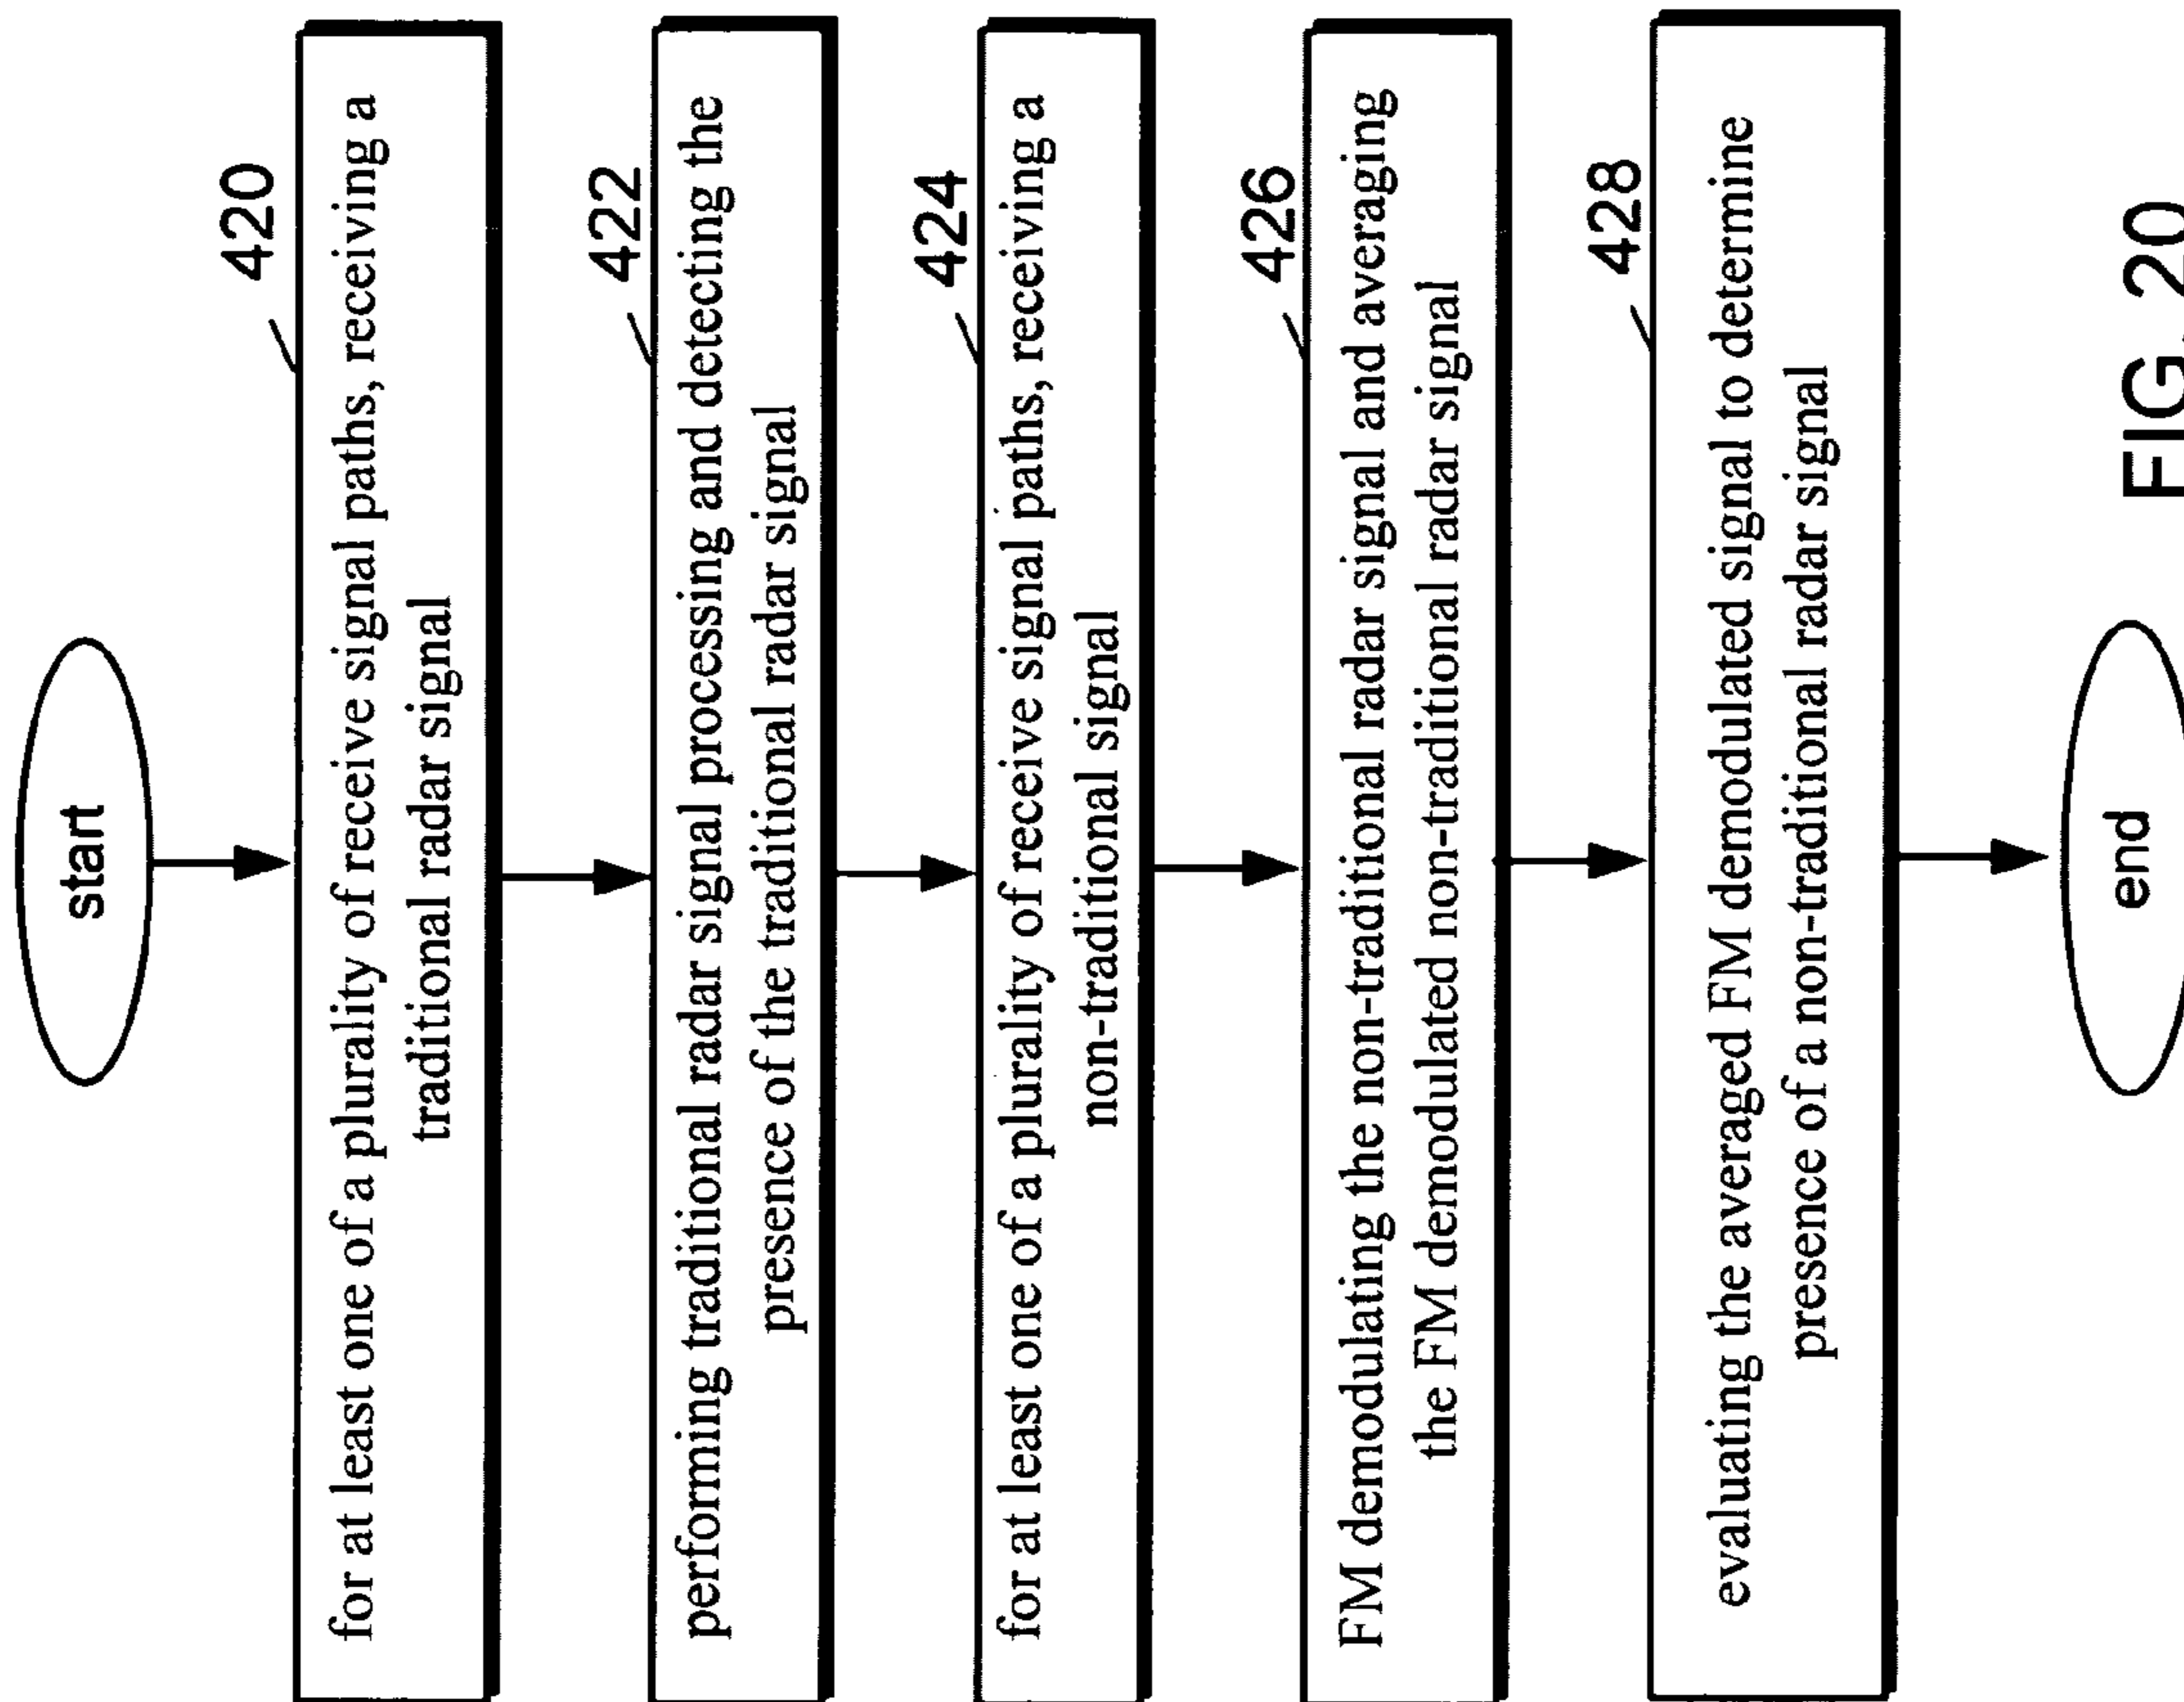 start
420
for at least one of a plurality of receive signal paths, receiving a
traditional radar signal
422
performing traditional radar signal processing and detecting the
presence of the traditional radar signal
424
for at least one of a plurality of receive signal paths, receiving a
non-traditional signal
426
FM demodulating the non-traditional radar signal and averaging
the FM demodulated non-traditional radar signal
428
evaluating the averaged FM demodulated signal to determine
presence of a non-traditional radar signal
end
FIG. 20